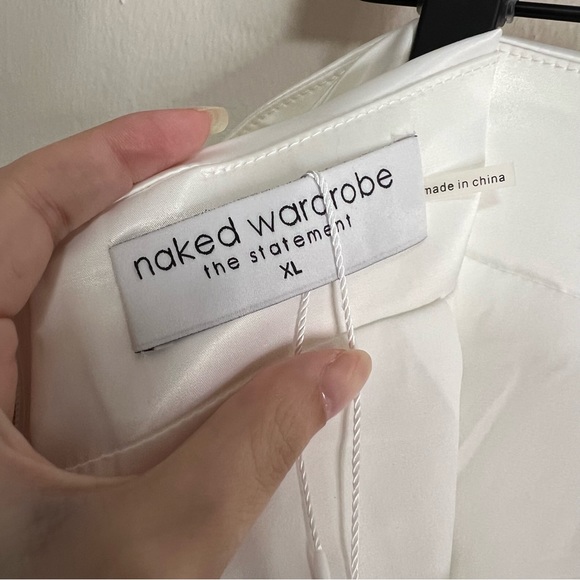 naked wardrobe
the statement
XL
made in china